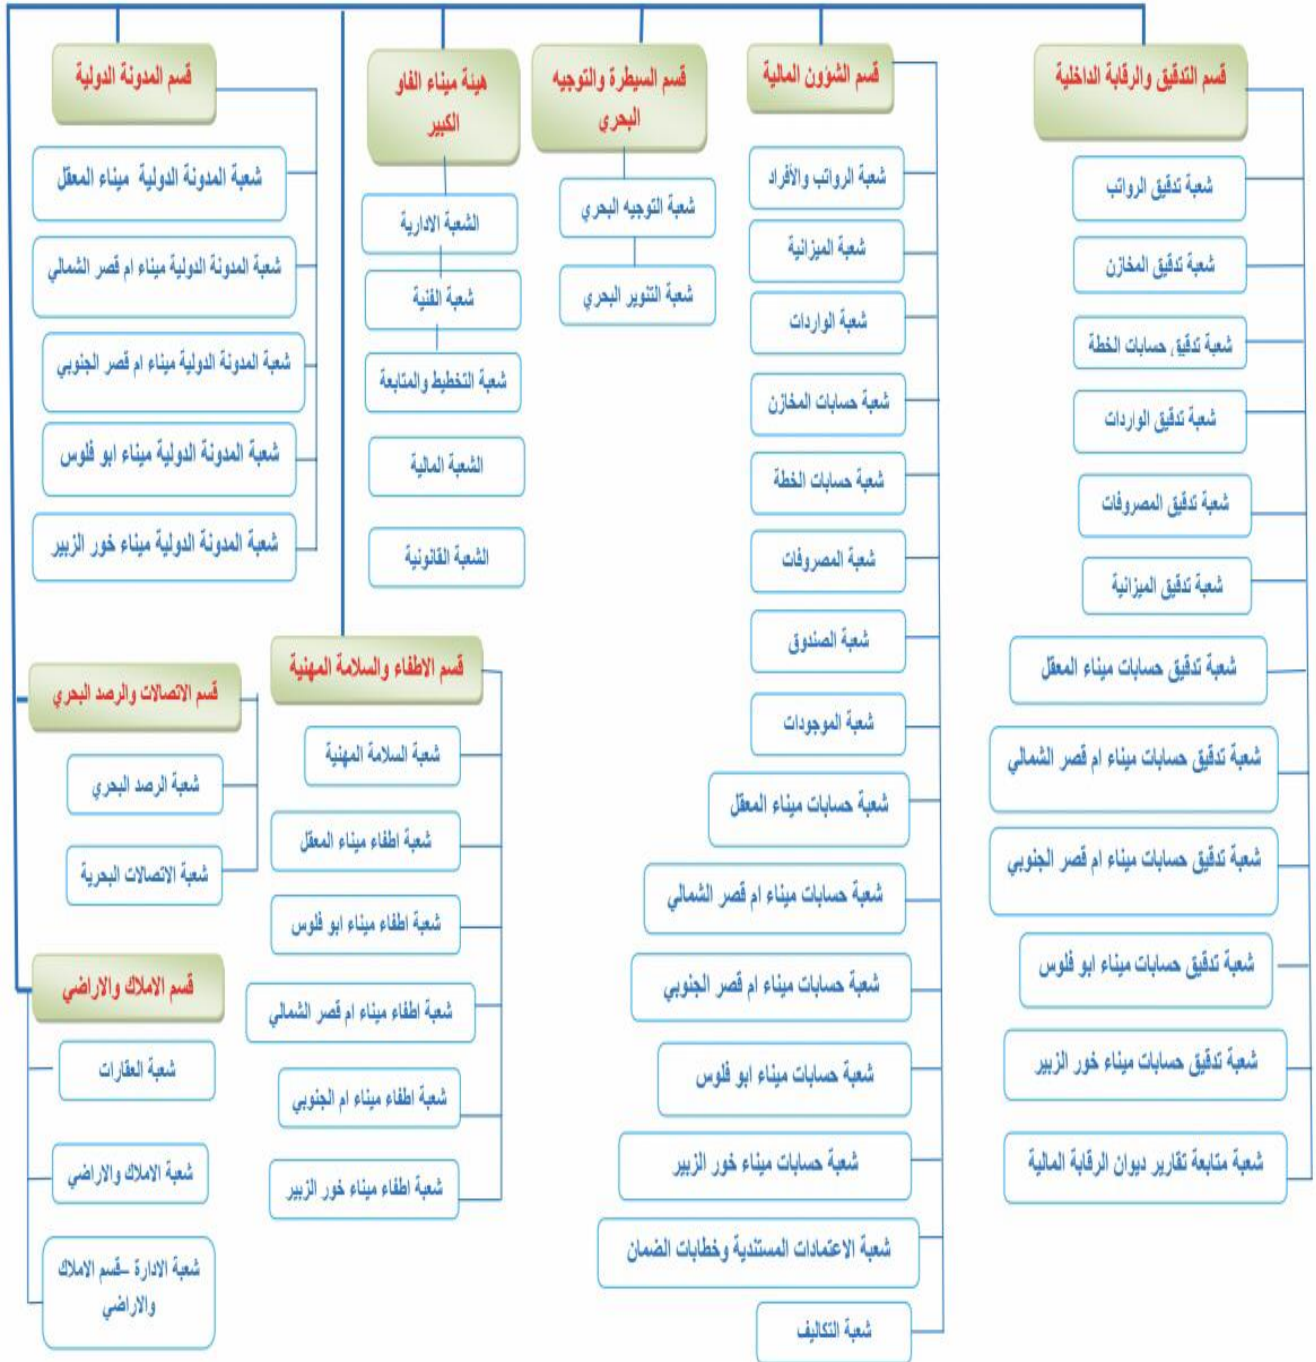 قسم التدقيق والرقابة الداخلية
شعبة تدقيق الرواتب
شعبة تدقيق المخازن
شعبة تدقيق حسابات الخطة
شعبة تدقيق الواردات
شعبة تدقيق المصروفات
شعبة تدقيق الميزانية
شعبة تدقيق حسابات ميناء المعقل
شعبة تدقيق حسابات ميناء ام قصر الشمالي
شعبة تدقيق حسابات ميناء ام قصر الجنوبي
شعبة تدقيق حسابات ميناء ابو فلوس
شعبة تدقيق حسابات ميناء خور الزبير
شعبة متابعة تقارير ديوان الرقابة المالية
قسم الشؤون المالية
شعبة الرواتب والأفراد
شعبة الميزانية
شعبة الواردات
شعبة حسابات المخازن
شعبة حسابات الخطة
شعبة المصروفات
شعبة الصندوق
شعبة الموجودات
شعبة حسابات ميناء المعقل
شعبة حسابات ميناء ام قصر الشمالي
شعبة حسابات ميناء ام قصر الجنوبي
شعبة حسابات ميناء ابو فلوس
شعبة حسابات ميناء خور الزبير
شعبة الاعتمادات المستندية وخطابات الضمان
شعبة التكاليف
قسم السيطرة والتوجيه
البحري
شعبة التوجيه البحري
شعبة التنوير البحري
هيئة ميناء الفاو
الكبير
الشعبة الادارية
شعبة الفنية
شعبة التخطيط والمتابعة
الشعبة المالية
الشعبة القانونية
قسم المدونة الدولية
شعبة المدونة الدولية ميناء المعقل
شعبة المدونة الدولية ميناء ام قصر الشمالي
شعبة المدونة الدولية ميناء ام قصر الجنوبي
شعبة المدونة الدولية ميناء ابو فلوس
شعبة المدونة الدولية ميناء خور الزبير
قسم الاطفاء والسلامة المهنية
شعبة السلامة المهنية
شعبة اطفاء ميناء المعقل
شعبة اطفاء ميناء ابو فلوس
شعبة اطفاء ميناء ام قصر الشمالي
شعبة اطفاء ميناء ام الجنوبي
شعبة اطفاء ميناء خور الزبير
قسم الاتصالات والرصد البحري
شعبة الرصد البحري
شعبة الاتصالات البحرية
قسم الاملاك والاراضي
شعبة العقارات
شعبة الاملاك والاراضي
شعبة الادارة –قسم الاملاك
والاراضي